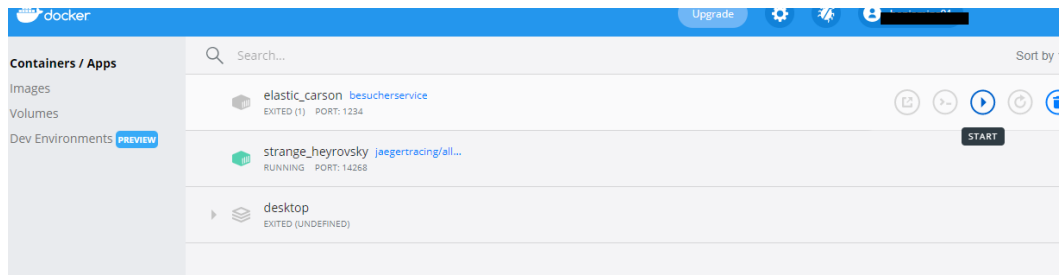 docker
Upgrade
Containers / Apps
Images
Volumes
Dev Environments PREVIEW
Search...
Sort by
elastic_carson besucherservice
EXITED (1) PORT: 1234
START
strange_heyrovsky jaegertracing/all...
RUNNING PORT: 14268
desktop
EXITED (UNDEFINED)